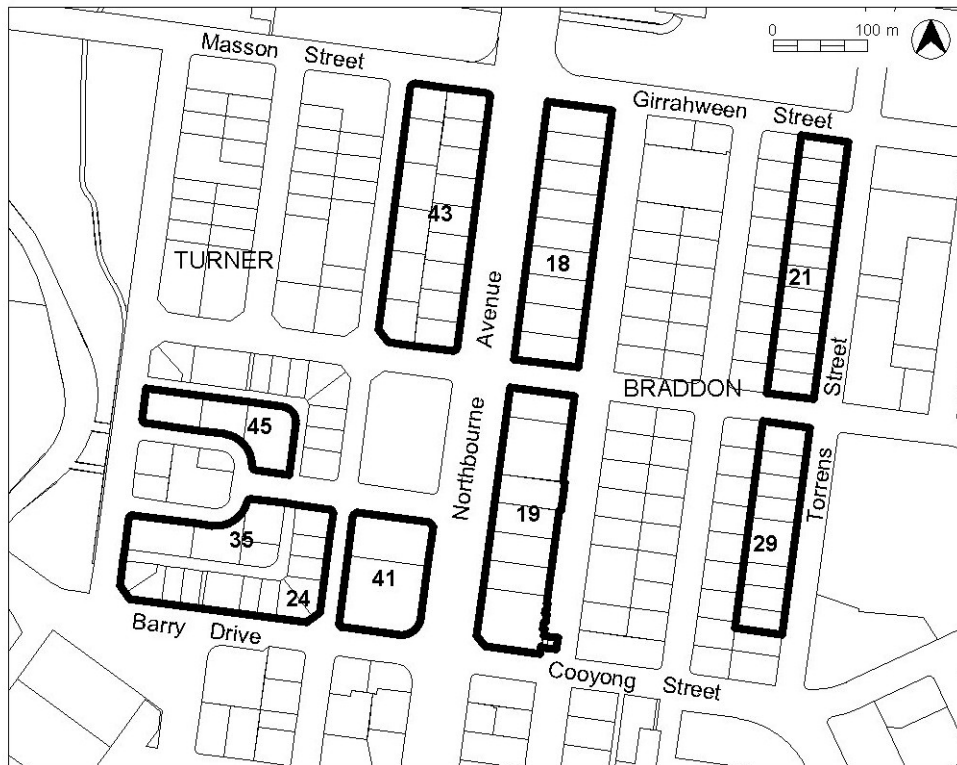 0 100 m
Masson Street
Girrahween Street
43
18
21
TURNER
Avenue
Street
BRADDON
45
Northbourne
Torrens
19
35
29
41
24
Barry Drive
Cooyong Street